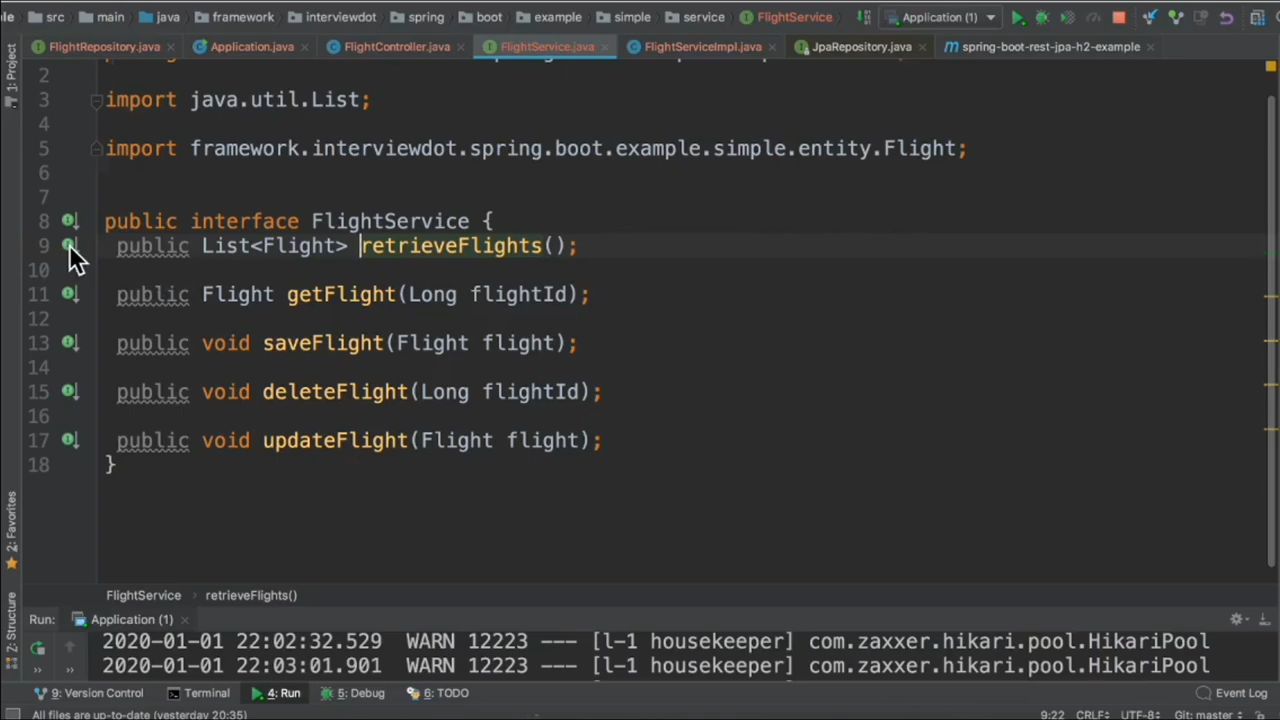 src main java framework interviewdot spring boot example simple service FlightService Application (1)
FlightRepository.java Application.java FlightController.java FlightService.java FlightServiceImpl.java JpaRepository.java spring-boot-rest-jpa-h2-example
1: Project
2
3 import java.util.List;
4
5 import framework.interviewdot.spring.boot.example.simple.entity.Flight;
6
7
8 public interface FlightService {
9 public List<Flight> retrieveFlights();
10
11 public Flight getFlight(Long flightId);
12
13 public void saveFlight(Flight flight);
14
15 public void deleteFlight(Long flightId);
16
17 public void updateFlight(Flight flight);
18 }
2: Favorites
7: Structure
FlightService retrieveFlights()
Run: Application (1)
2020-01-01 22:02:32.529 WARN 12223 --- [l-1 housekeeper] com.zaxxer.hikari.pool.HikariPool
2020-01-01 22:03:01.901 WARN 12223 --- [l-1 housekeeper] com.zaxxer.hikari.pool.HikariPool
9: Version Control Terminal 4: Run 5: Debug 6: TODO Event Log
All files are up-to-date (yesterday 20:35) 9:22 CRLF UTF-8 Git: master